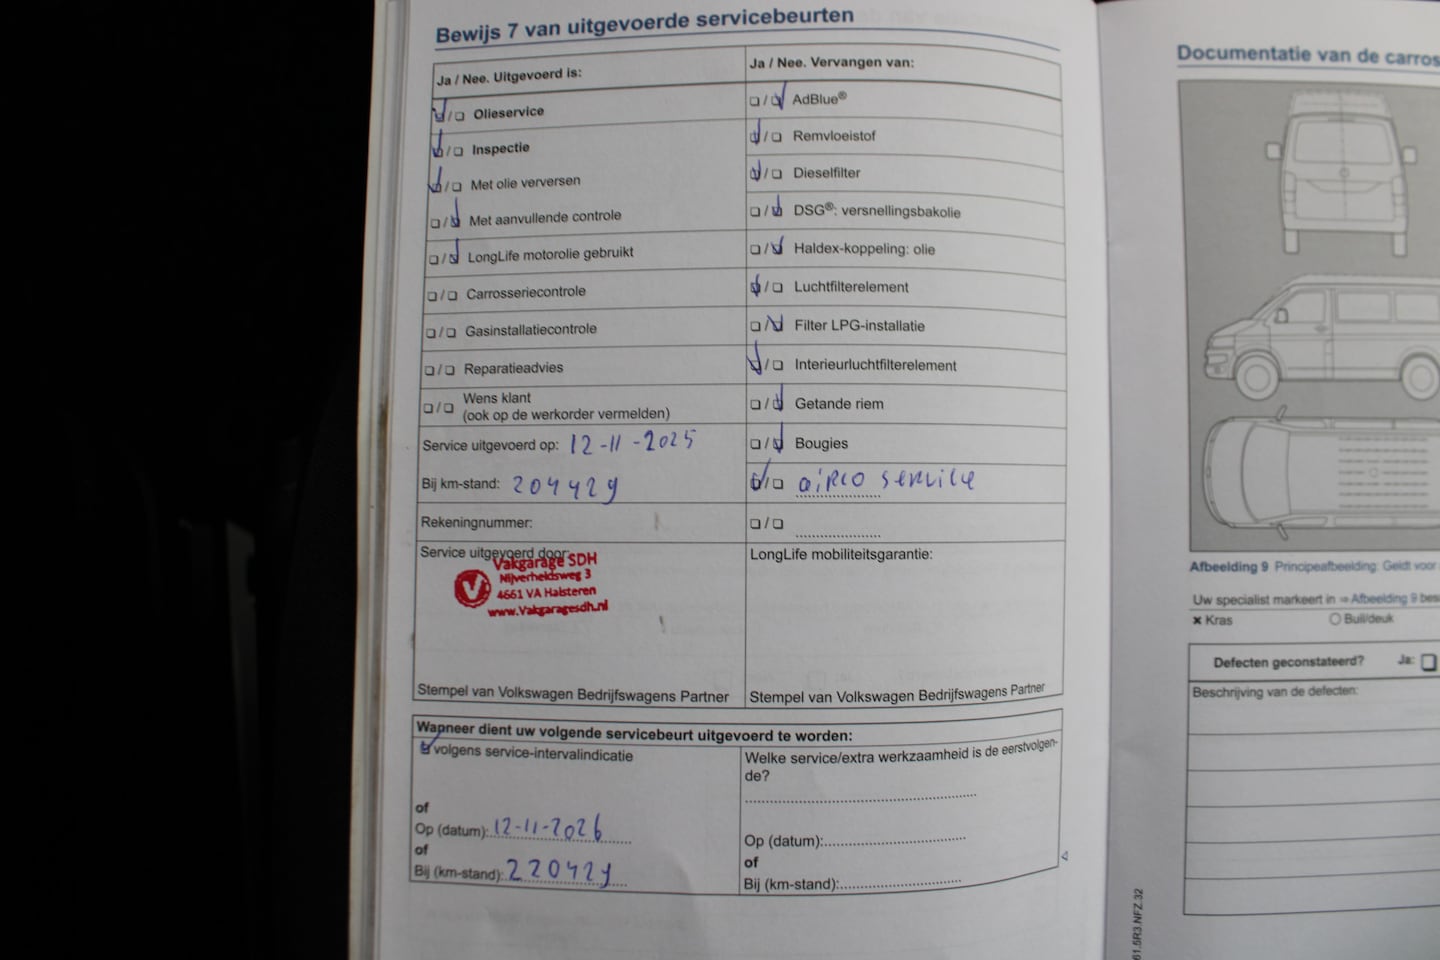 Bewijs 7 van uitgevoerde servicebeurten
Ja / Nee. Uitgevoerd is:
/ Olieservice
/ Inspectie
/ Met olie verversen
/ Met aanvullende controle
/ LongLife motorolie gebruikt
/ Carrosseriecontrole
/ Gasinstallatiecontrole
/ Reparatieadvies
/ Wens klant
(ook op de werkorder vermelden)
Service uitgevoerd op: 12-11-2025
Bij km-stand: 204429
Rekeningnummer:
Service uitgevoerd door:
Vakgarage SDH
Nijverheidsweg 3
4661 VA Halsteren
www.Vakgaragesdh.nl
Stempel van Volkswagen Bedrijfswagens Partner
Ja / Nee. Vervangen van:
/ AdBlue®
/ Remvloeistof
/ Dieselfilter
/ DSG®: versnellingsbakolie
/ Haldex-koppeling: olie
/ Luchtfilterelement
/ Filter LPG-installatie
/ Interieurluchtfilterelement
/ Getande riem
/ Bougies
/ airco service
/
LongLife mobiliteitsgarantie:
Stempel van Volkswagen Bedrijfswagens Partner
Wanneer dient uw volgende servicebeurt uitgevoerd te worden:
volgens service-intervalindicatie
of
Op (datum): 12-11-2026
of
Bij (km-stand): 220429
Welke service/extra werkzaamheid is de eerstvolgen-
de?
Op (datum):
of
Bij (km-stand):
Documentatie van de carros
Afbeelding 9 Principeafbeelding: Geldt voor
Uw specialist markeert in ⇒ Afbeelding 9 bes
× Kras
Buil/deuk
Defecten geconstateerd? Ja:
Beschrijving van de defecten:
61.5R3.NFZ.32